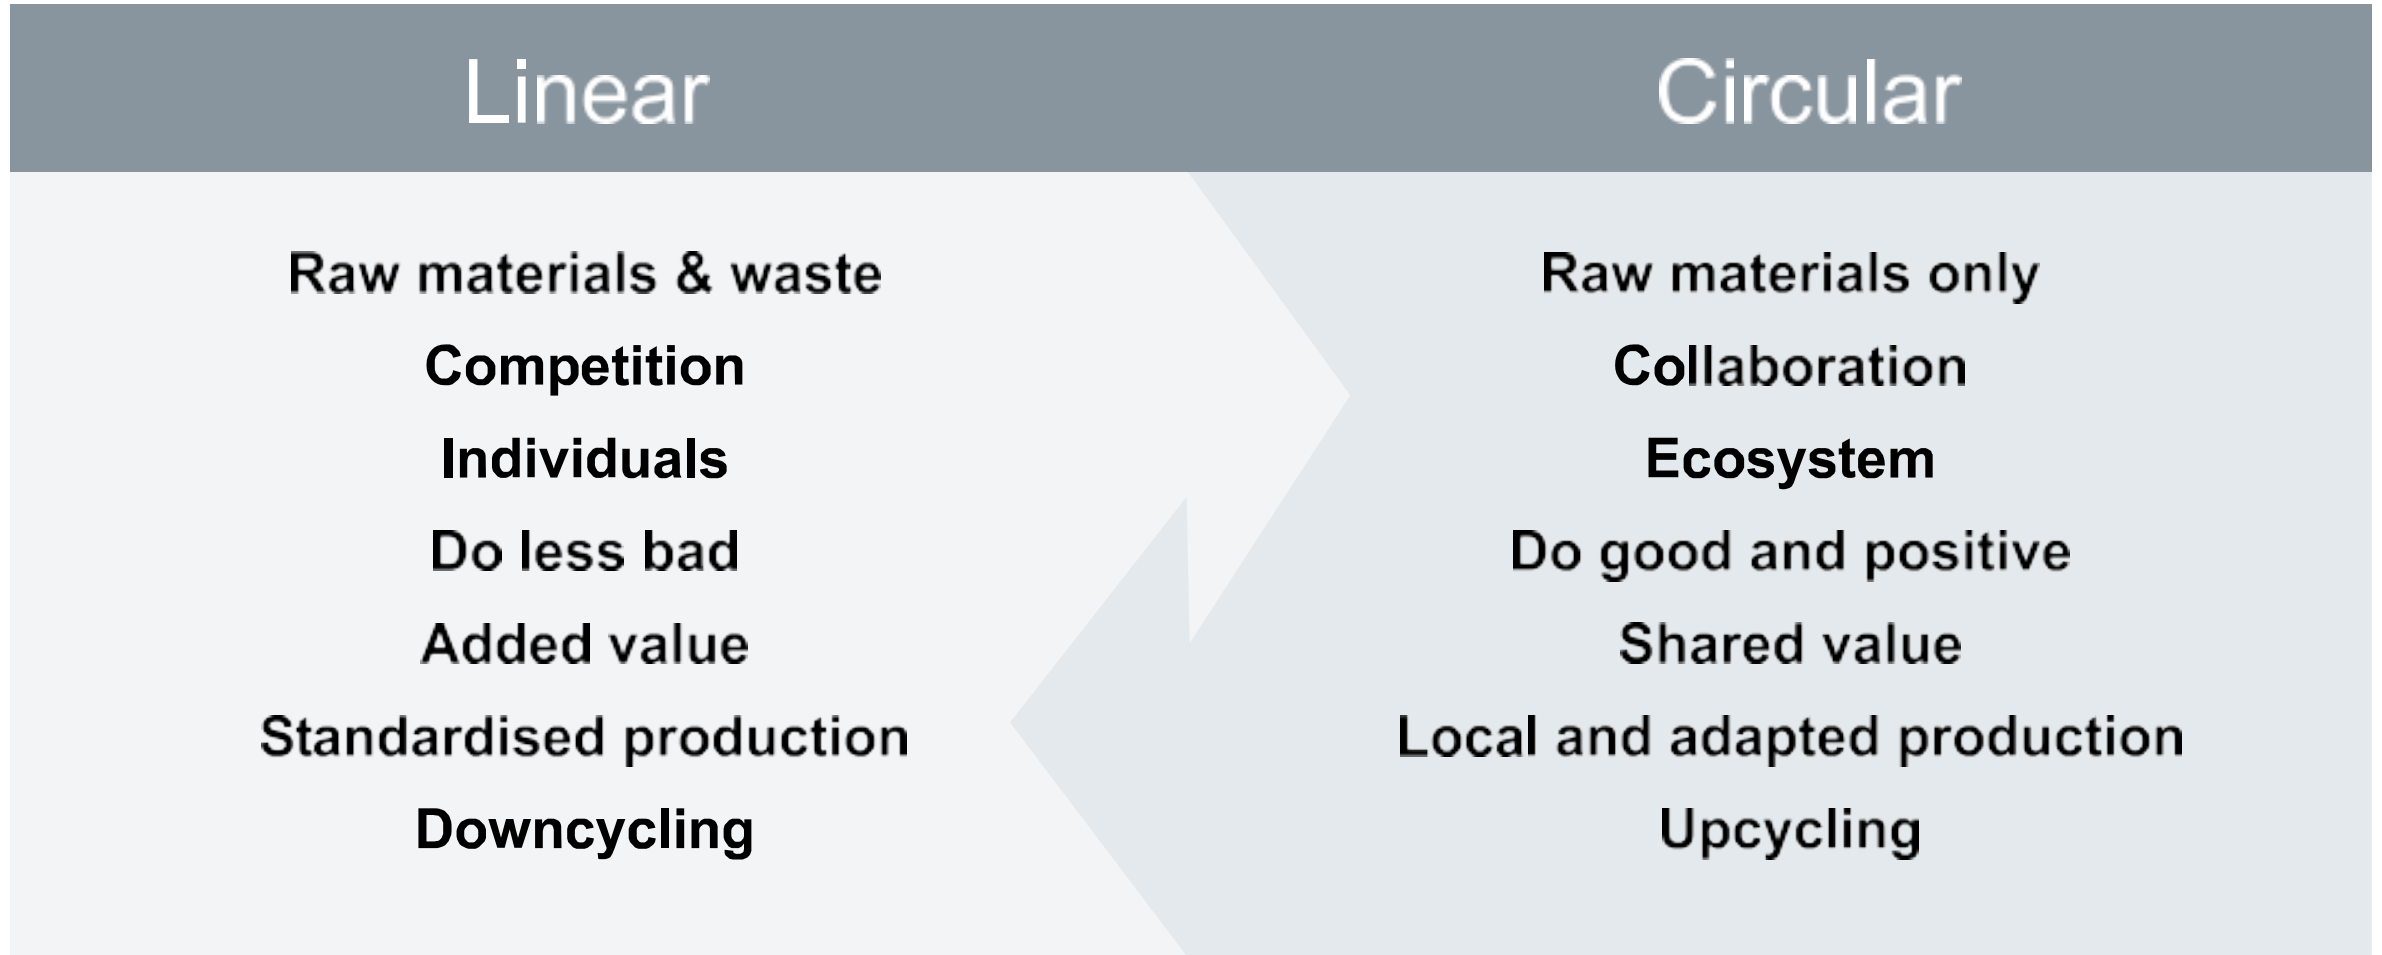 Linear
Circular
Raw materials & waste
Raw materials only
Competition
Collaboration
Individuals
Ecosystem
Do less bad
Do good and positive
Added value
Shared value
Standardised production
Local and adapted production
Downcycling
Upcycling